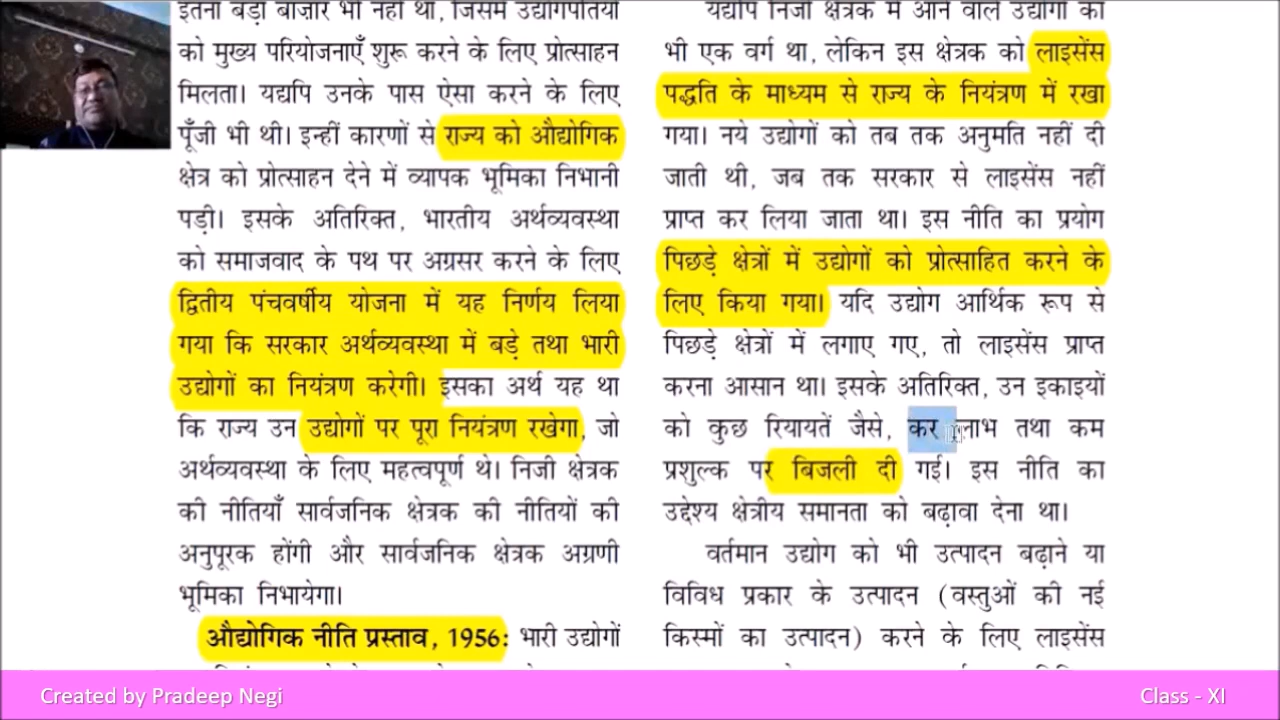 इतना बड़ा बाज़ार भी नहीं था, जिसमें उद्योगपतियों
को मुख्य परियोजनाएँ शुरू करने के लिए प्रोत्साहन
मिलता। यद्यपि उनके पास ऐसा करने के लिए
पूँजी भी थी। इन्हीं कारणों से राज्य को औद्योगिक
क्षेत्र को प्रोत्साहन देने में व्यापक भूमिका निभानी
पड़ी। इसके अतिरिक्त, भारतीय अर्थव्यवस्था
को समाजवाद के पथ पर अग्रसर करने के लिए
द्वितीय पंचवर्षीय योजना में यह निर्णय लिया
गया कि सरकार अर्थव्यवस्था में बड़े तथा भारी
उद्योगों का नियंत्रण करेगी। इसका अर्थ यह था
कि राज्य उन उद्योगों पर पूरा नियंत्रण रखेगा, जो
अर्थव्यवस्था के लिए महत्वपूर्ण थे। निजी क्षेत्रक
की नीतियाँ सार्वजनिक क्षेत्रक की नीतियों की
अनुपूरक होंगी और सार्वजनिक क्षेत्रक अग्रणी
भूमिका निभायेगा।
औद्योगिक नीति प्रस्ताव, 1956: भारी उद्योगों
यद्यपि निजी क्षेत्रक में आने वाले उद्योगों का
भी एक वर्ग था, लेकिन इस क्षेत्रक को लाइसेंस
पद्धति के माध्यम से राज्य के नियंत्रण में रखा
गया। नये उद्योगों को तब तक अनुमति नहीं दी
जाती थी, जब तक सरकार से लाइसेंस नहीं
प्राप्त कर लिया जाता था। इस नीति का प्रयोग
पिछड़े क्षेत्रों में उद्योगों को प्रोत्साहित करने के
लिए किया गया। यदि उद्योग आर्थिक रूप से
पिछड़े क्षेत्रों में लगाए गए, तो लाइसेंस प्राप्त
करना आसान था। इसके अतिरिक्त, उन इकाइयों
को कुछ रियायतें जैसे, कर लाभ तथा कम
प्रशुल्क पर बिजली दी गई। इस नीति का
उद्देश्य क्षेत्रीय समानता को बढ़ावा देना था।
वर्तमान उद्योग को भी उत्पादन बढ़ाने या
विविध प्रकार के उत्पादन (वस्तुओं की नई
किस्मों का उत्पादन) करने के लिए लाइसेंस
Created by Pradeep Negi
Class - XI